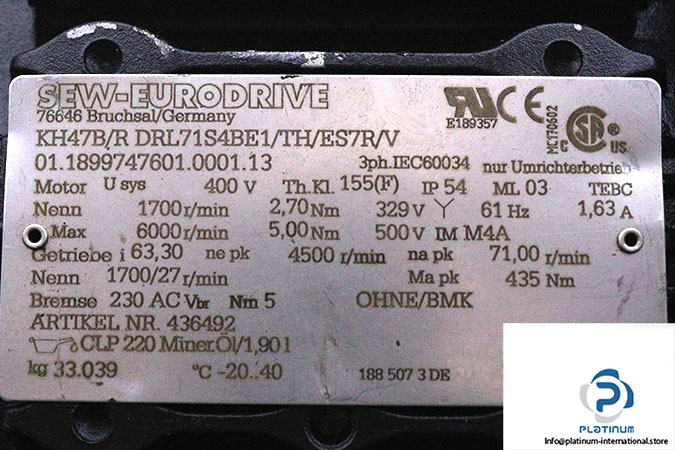 SEW-EURODRIVE
76646 Bruchsal/Germany
E189357
MC170602
C US
KH47B/R DRL71S4BE1/TH/ES7R/V
01.1899747601.0001.13 3ph.IEC60034 nur Umrichterbetrieb
Motor U sys 400 V Th.Kl. 155(F) IP 54 ML 03 TEBC
Nenn 1700 r/min 2,70 Nm 329 V Y 61 Hz 1,63 A
Max 6000 r/min 5,00 Nm 500 V IM M4A
Getriebe i 63,30 ne pk 4500 r/min na pk 71,00 r/min
Nenn 1700/27 r/min Ma pk 435 Nm
Bremse 230 AC Vbr Nm 5 OHNE/BMK
ARTIKEL NR. 436492
CLP 220 Miner.Öl/1,90 l
kg 33.039 °C -20..40 188 507 3 DE
PLATINUM
info@platinum-international.store